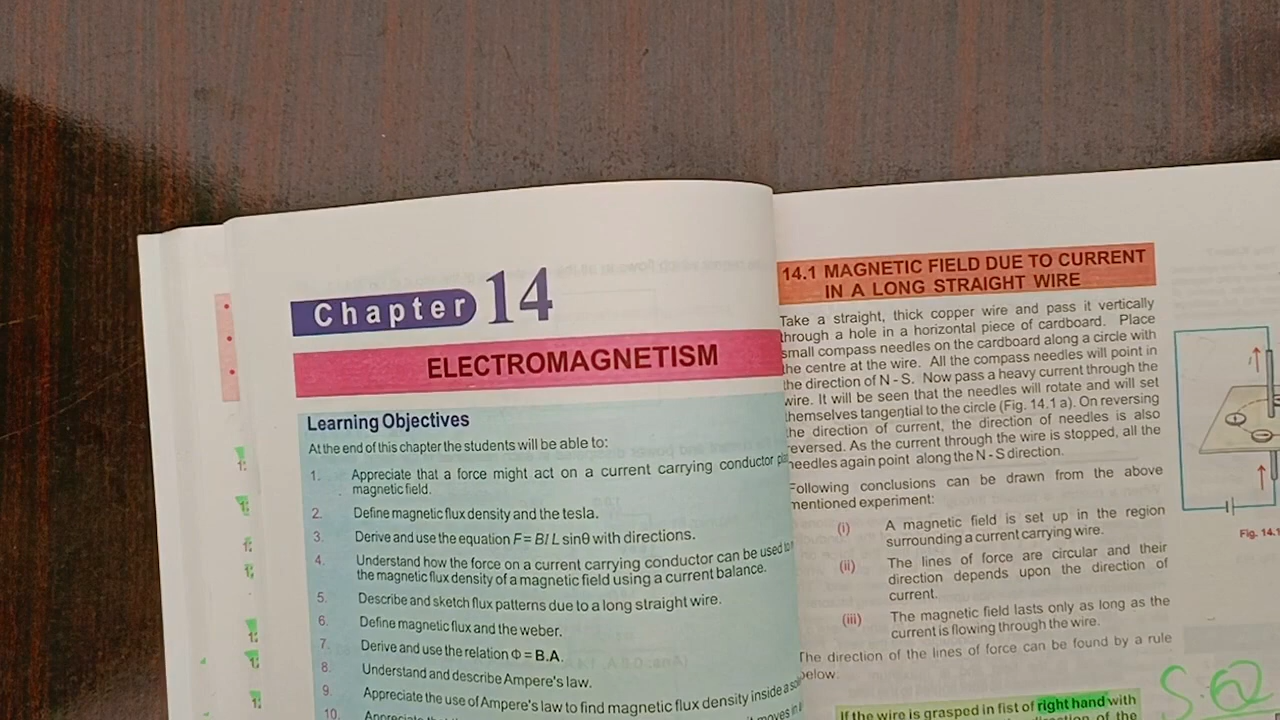 Chapter 14
ELECTROMAGNETISM
Learning Objectives
At the end of this chapter the students will be able to:
1. Appreciate that a force might act on a current carrying conductor
magnetic field.
2. Define magnetic flux density and the tesla.
3. Derive and use the equation F = BI L sinθ with directions.
4. Understand how the force on a current carrying conductor can be used to
the magnetic flux density of a magnetic field using a current balance.
5. Describe and sketch flux patterns due to a long straight wire.
6. Define magnetic flux and the weber.
7. Derive and use the relation Φ = B.A.
8. Understand and describe Ampere's law.
9. Appreciate the use of Ampere's law to find magnetic flux density inside a
10.
moves in
14.1 MAGNETIC FIELD DUE TO CURRENT
IN A LONG STRAIGHT WIRE
Take a straight, thick copper wire and pass it vertically
through a hole in a horizontal piece of cardboard. Place
small compass needles on the cardboard along a circle with
the centre at the wire. All the compass needles will point in
the direction of N - S. Now pass a heavy current through the
wire. It will be seen that the needles will rotate and will set
themselves tangential to the circle (Fig. 14.1 a). On reversing
the direction of current, the direction of needles is also
reversed. As the current through the wire is stopped, all the
needles again point along the N - S direction.
Following conclusions can be drawn from the above
mentioned experiment:
(i) A magnetic field is set up in the region
surrounding a current carrying wire.
(ii) The lines of force are circular and their
direction depends upon the direction of
current.
(iii) The magnetic field lasts only as long as the
current is flowing through the wire.
The direction of the lines of force can be found by a rule
below.
If the wire is grasped in fist of right hand with
direction of the
I
Fig. 14.1